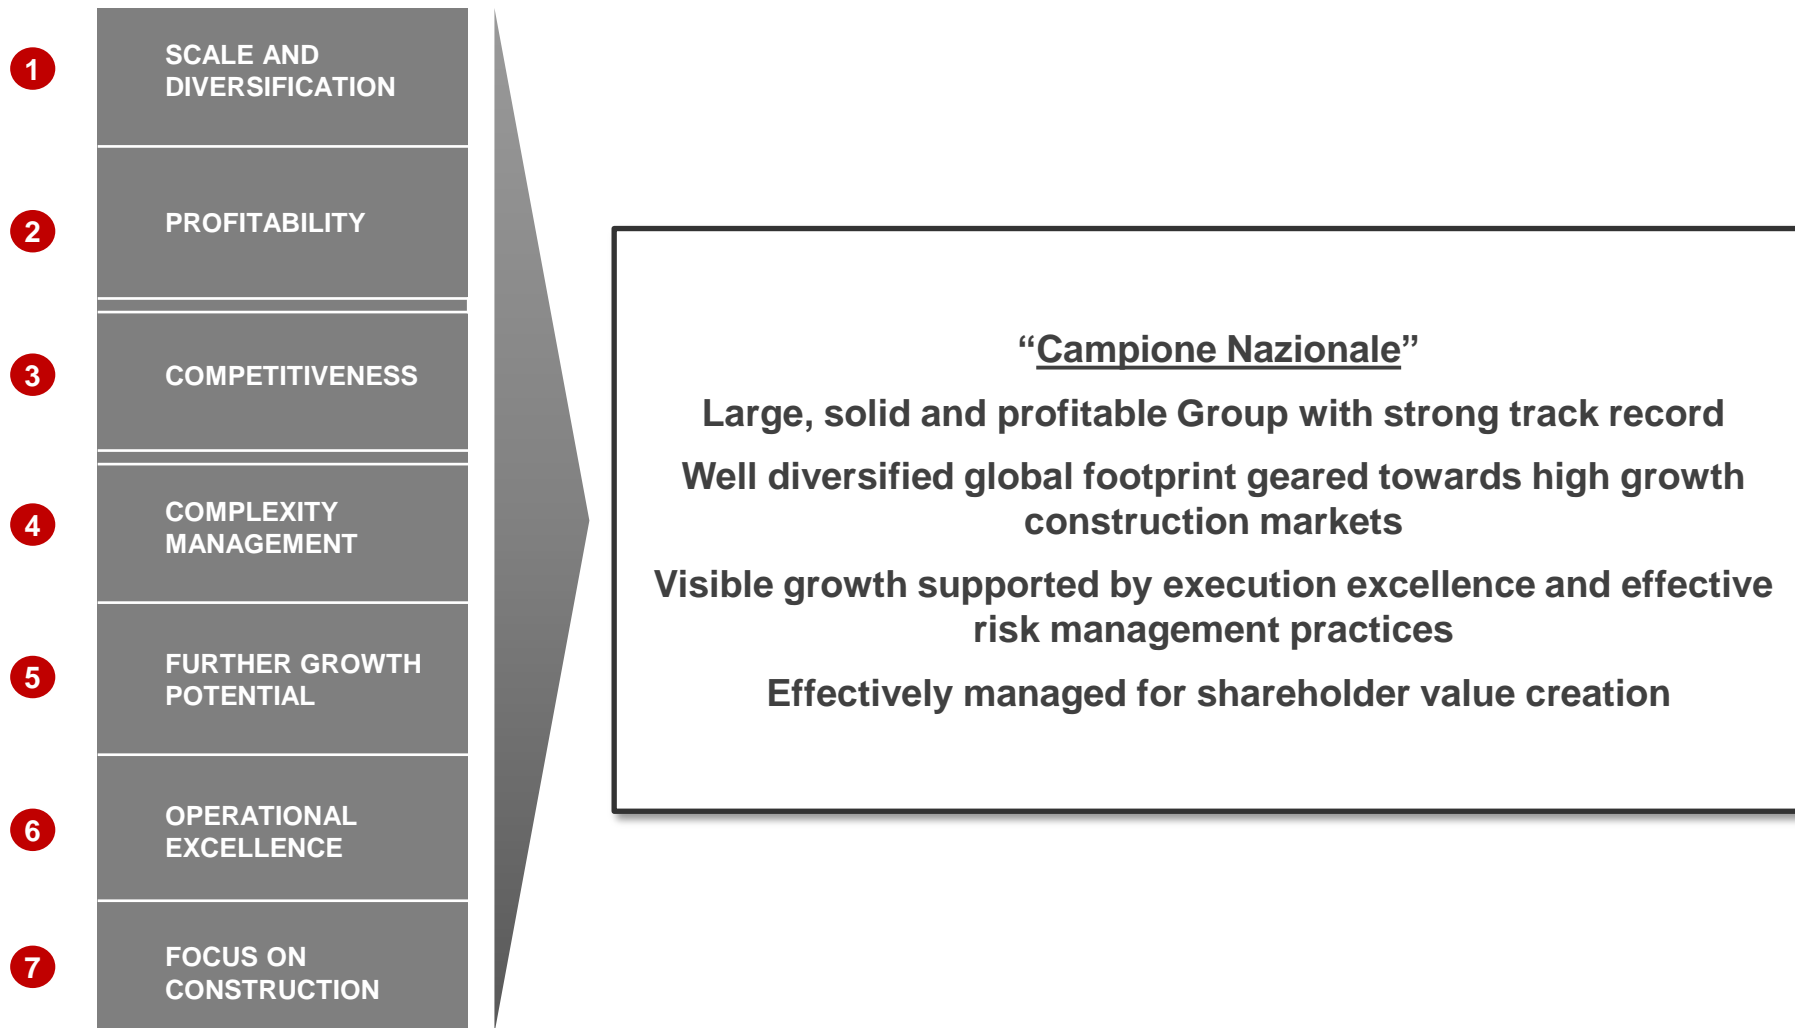 1
SCALE AND
DIVERSIFICATION
2
PROFITABILITY
3
COMPETITIVENESS
4
COMPLEXITY
MANAGEMENT
5
FURTHER GROWTH
POTENTIAL
6
OPERATIONAL
EXCELLENCE
7
FOCUS ON
CONSTRUCTION
“Campione Nazionale”
Large, solid and profitable Group with strong track record
Well diversified global footprint geared towards high growth
construction markets
Visible growth supported by execution excellence and effective
risk management practices
Effectively managed for shareholder value creation